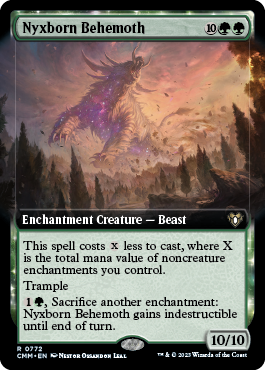 Nyxborn Behemoth 10
Enchantment Creature — Beast
This spell costs x less to cast, where X
is the total mana value of noncreature
enchantments you control.
Trample
1, Sacrifice another enchantment:
Nyxborn Behemoth gains indestructible
until end of turn.
10/10
R 0772
CMM • EN Nestor Ossandon Leal
™ & © 2023 Wizards of the Coast